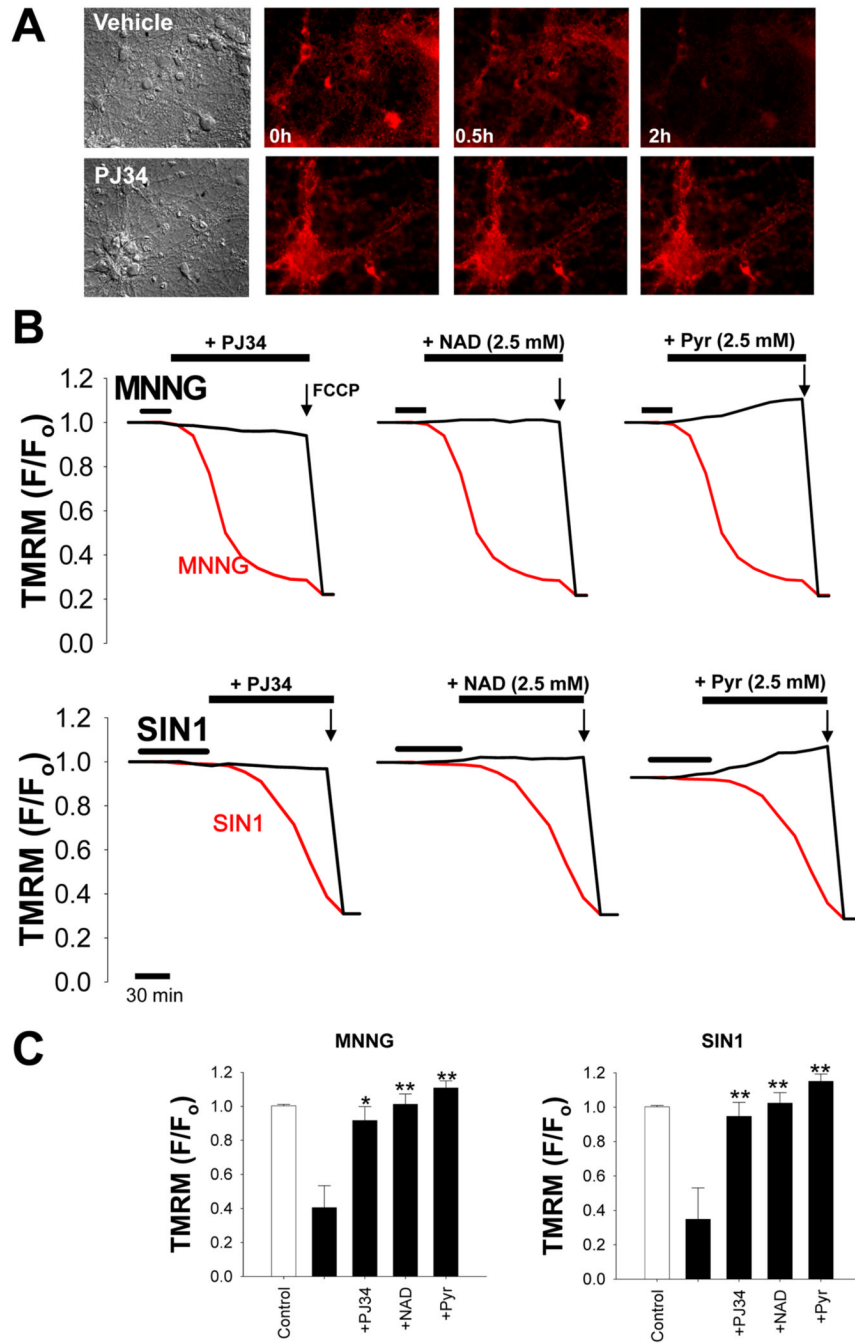 A
Vehicle
0h
0.5h
2h
PJ34
B
+ PJ34
+ NAD (2.5 mM)
+ Pyr (2.5 mM)
TMRM (F/Fo)
1.2
1.0
0.8
0.6
0.4
0.2
0.0
MNNG
FCCP
MNNG
+ PJ34
+ NAD (2.5 mM)
+ Pyr (2.5 mM)
TMRM (F/Fo)
1.2
1.0
0.8
0.6
0.4
0.2
0.0
SIN1
SIN1
30 min
C
MNNG
TMRM (F/Fo)
1.2
1.0
0.8
0.6
0.4
0.2
0.0
*
**
**
Control
+PJ34
+NAD
+Pyr
SIN1
TMRM (F/Fo)
1.2
1.0
0.8
0.6
0.4
1.2
0.0
**
**
**
Control
+PJ34
+NAD
+Pyr